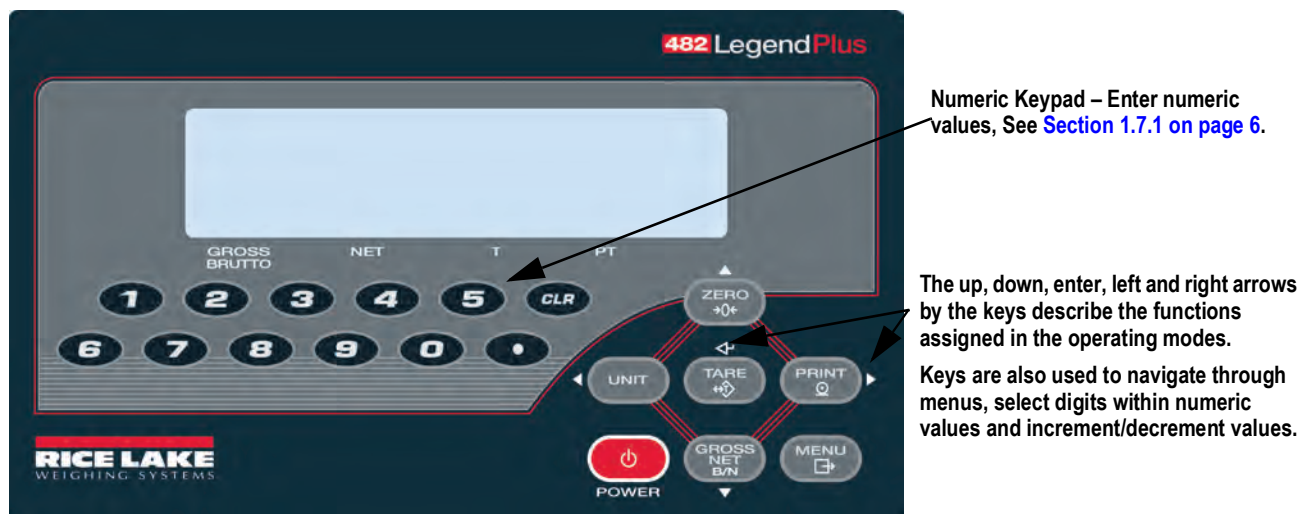 482 LegendPlus
Numeric Keypad – Enter numeric
values, See Section 1.7.1 on page 6.
GROSS
BRUTTO
NET
T
PT
1 2 3 4 5 CLR
6 7 8 9 0 •
ZERO
→0←
The up, down, enter, left and right arrows
by the keys describe the functions
assigned in the operating modes.
Keys are also used to navigate through
menus, select digits within numeric
values and increment/decrement values.
UNIT
TARE
T
PRINT
RICE LAKE
WEIGHING SYSTEMS
POWER
GROSS
NET
B/N
MENU